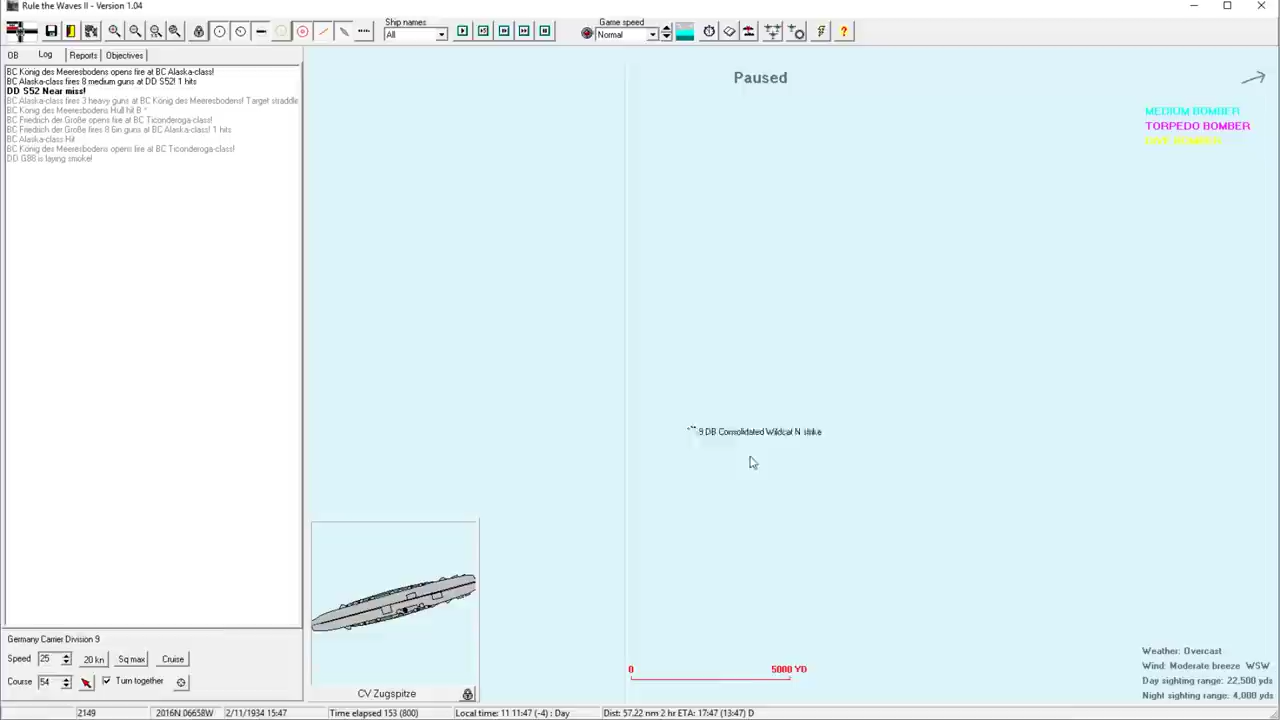 Rule the Waves II - Version 1.04
Ship names
All
Game speed
Normal
OB Log Reports Objectives
BC König des Meeresbodens opens fire at BC Alaska-class!
BC Alaska-class fires 8 medium guns at DD S52! 1 hits
DD S52 Near miss!
BC Alaska-class fires 3 heavy guns at BC König des Meeresbodens! Target straddle
BC König des Meeresbodens Hull hit B *
BC Friedrich der Große opens fire at BC Ticonderoga-class!
BC Friedrich der Große fires 8 6in guns at BC Alaska-class! 1 hits
BC Alaska-class Hit
BC König des Meeresbodens opens fire at BC Ticonderoga-class!
DD G88 is laying smoke!
Paused
MEDIUM BOMBER
TORPEDO BOMBER
DIVE BOMBER
9 DB Consolidated Wildcat N strike
CV Zugspitze
0 5000 YD
Germany Carrier Division 9
Speed 25 20 kn Sq max Cruise
Course 54 Turn together
Weather: Overcast
Wind: Moderate breeze WSW
Day sighting range: 22,500 yds
Night sighting range: 4,000 yds
2149 2016N 06658W 2/11/1934 15:47 Time elapsed 153 (800) Local time: 11 11:47 (-4) : Day Dist: 57.22 nm 2 hr ETA: 17:47 (13:47) D